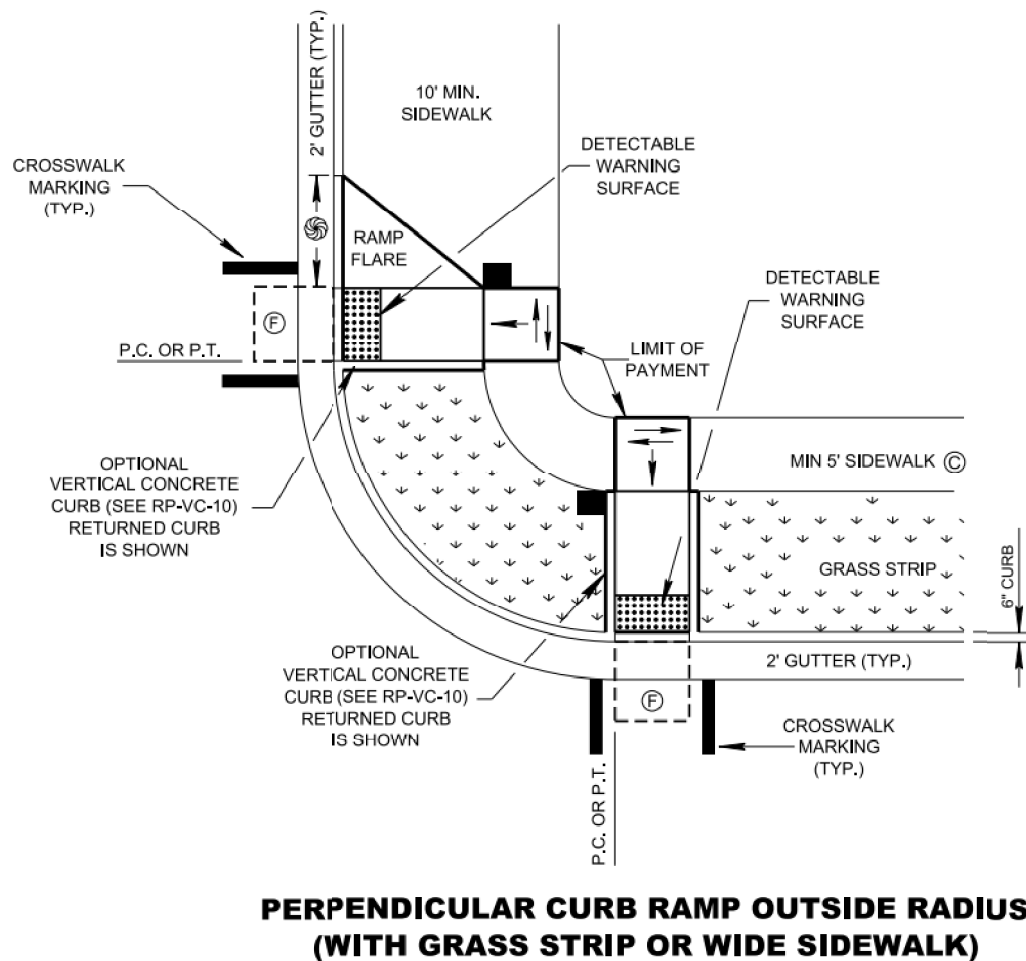 2' GUTTER (TYP.)
10' MIN.
SIDEWALK
DETECTABLE
WARNING
SURFACE
CROSSWALK
MARKING
(TYP.)
RAMP
FLARE
DETECTABLE
WARNING
SURFACE
F
P.C. OR P.T.
LIMIT OF
PAYMENT
OPTIONAL
VERTICAL CONCRETE
CURB (SEE RP-VC-10)
RETURNED CURB
IS SHOWN
MIN 5' SIDEWALK C
GRASS STRIP
6" CURB
OPTIONAL
VERTICAL CONCRETE
CURB (SEE RP-VC-10)
RETURNED CURB
IS SHOWN
2' GUTTER (TYP.)
F
CROSSWALK
MARKING
(TYP.)
P.C. OR P.T.
PERPENDICULAR CURB RAMP OUTSIDE RADIUS
(WITH GRASS STRIP OR WIDE SIDEWALK)